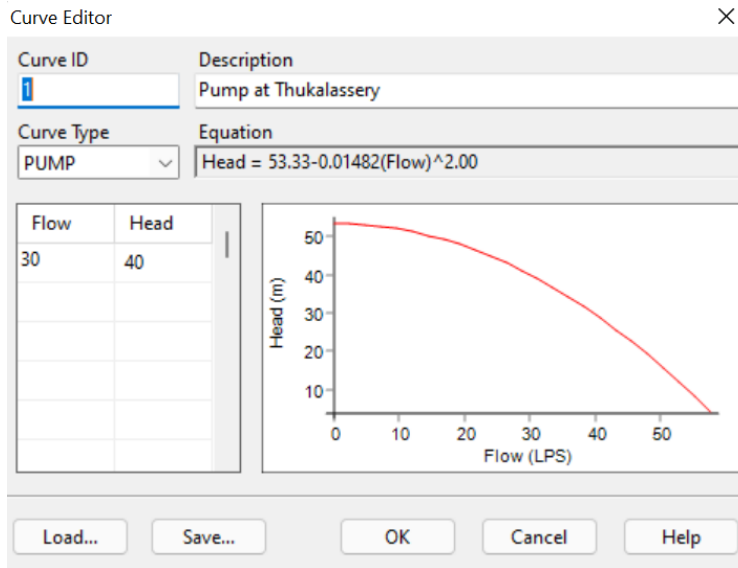 Curve Editor
Curve ID
Description
1
Pump at Thukalassery
Curve Type
Equation
PUMP
Head = 53.33-0.01482(Flow)^2.00
Flow Head
30 40
50
40
30
20
10
Head (m)
0 10 20 30 40 50
Flow (LPS)
Load... Save... OK Cancel Help